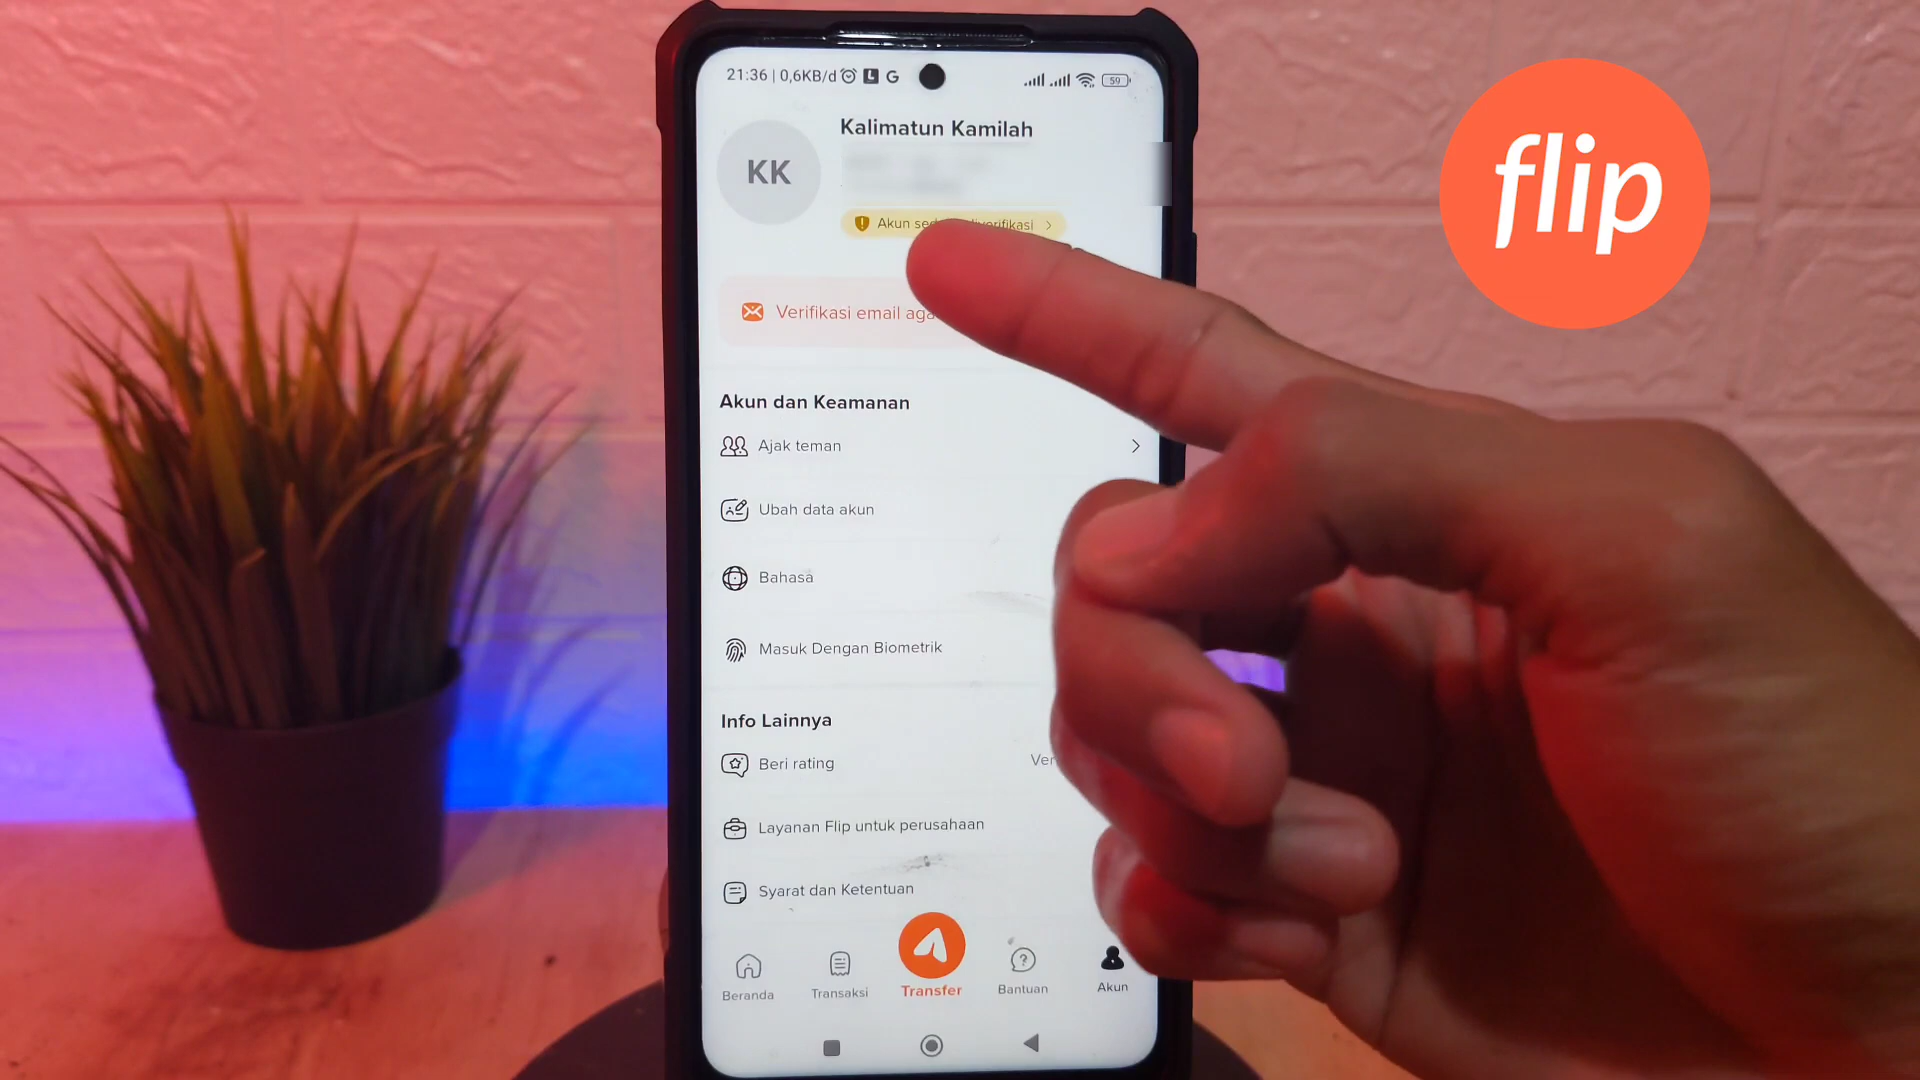 21:36 | 0,6KB/d
59
Kalimatun Kamilah
KK
Akun
flip
Verifikasi email
Akun dan Keamanan
Ajak teman
Ubah data akun
Bahasa
Masuk Dengan Biometrik
Info Lainnya
Beri rating
Layanan Flip untuk perusahaan
Syarat dan Ketentuan
Beranda
Transaksi
Transfer
Bantuan
Akun